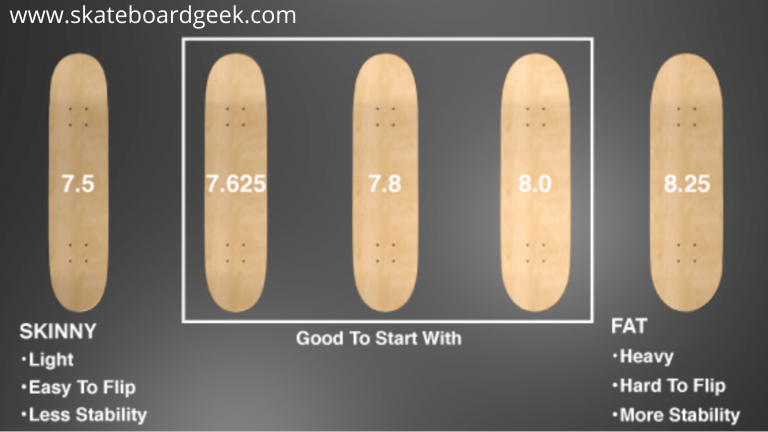 www.skateboardgeek.com
7.5
7.625
7.8
8.0
8.25
SKINNY
·Light
·Easy To Flip
·Less Stability
Good To Start With
FAT
·Heavy
·Hard To Flip
·More Stability